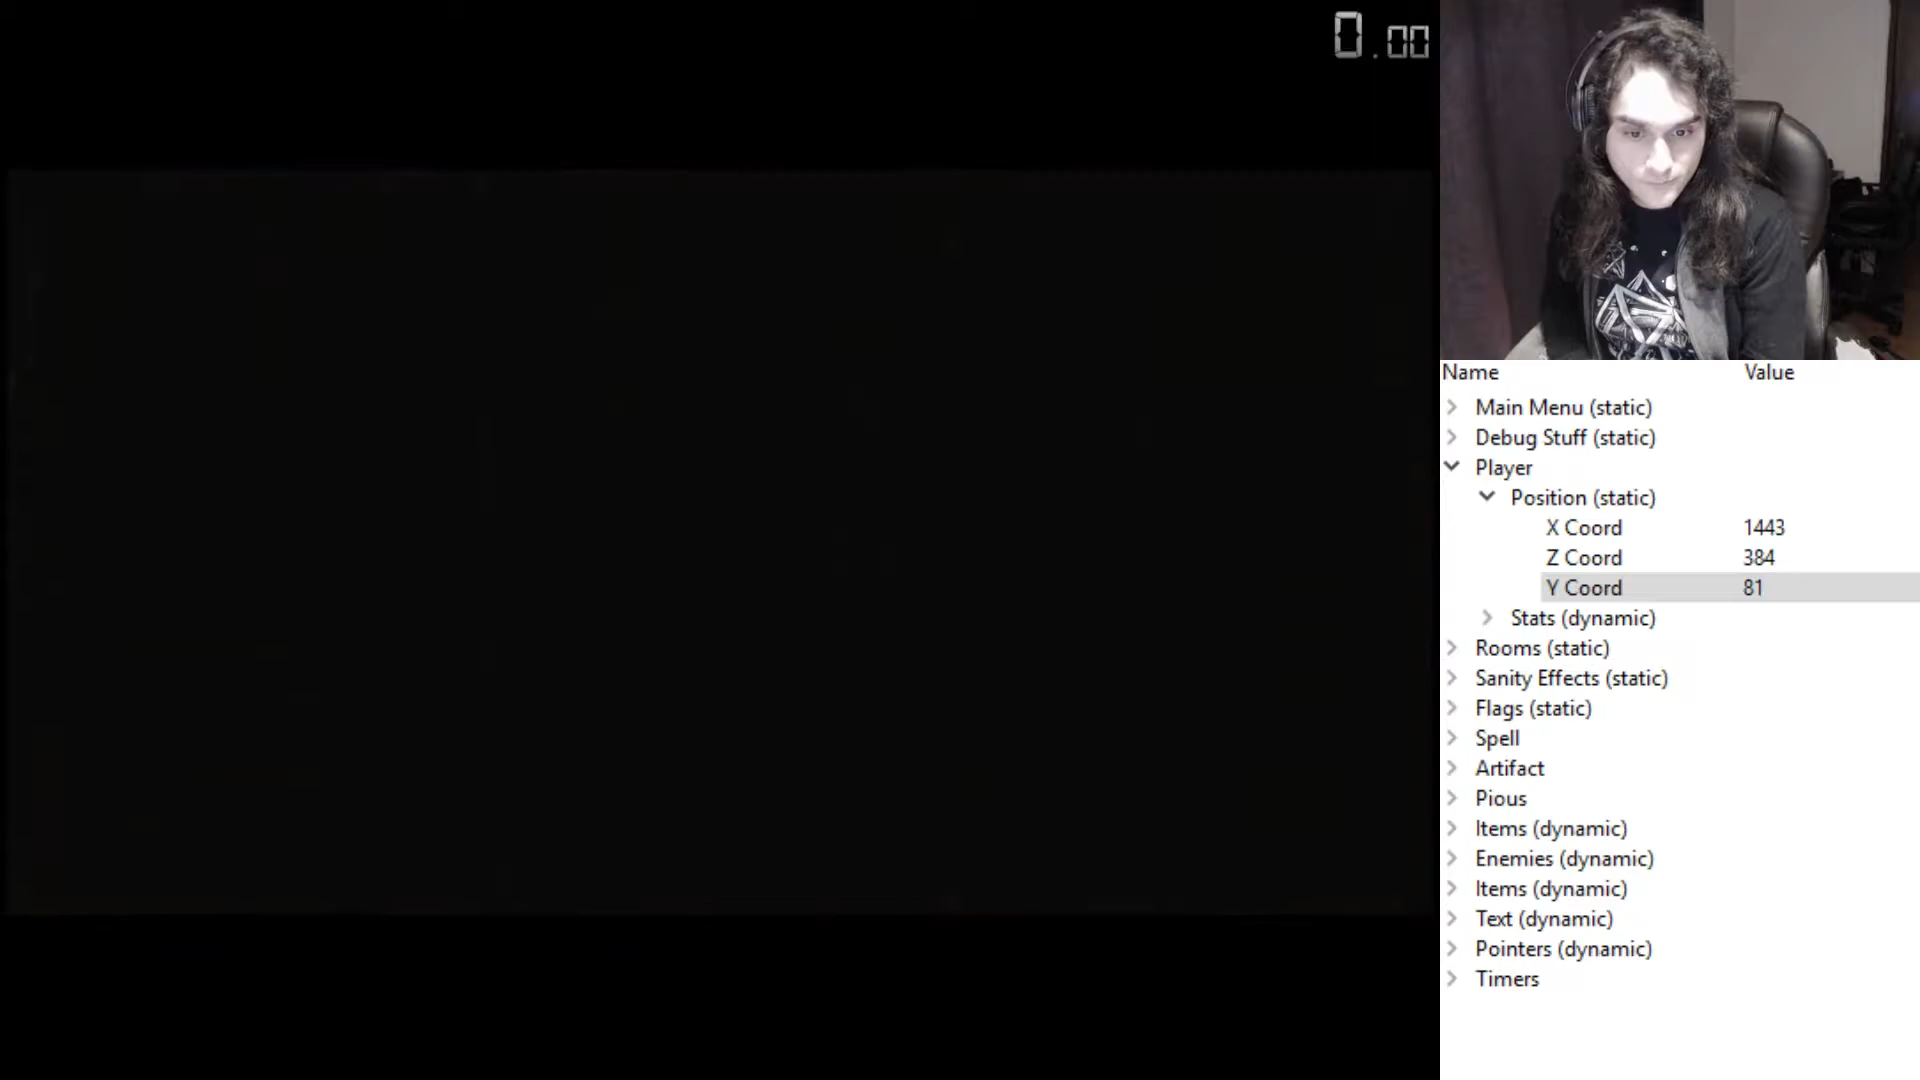 0.00
Name Value
Main Menu (static)
Debug Stuff (static)
Player
Position (static)
X Coord 1443
Z Coord 384
Y Coord 81
Stats (dynamic)
Rooms (static)
Sanity Effects (static)
Flags (static)
Spell
Artifact
Pious
Items (dynamic)
Enemies (dynamic)
Items (dynamic)
Text (dynamic)
Pointers (dynamic)
Timers